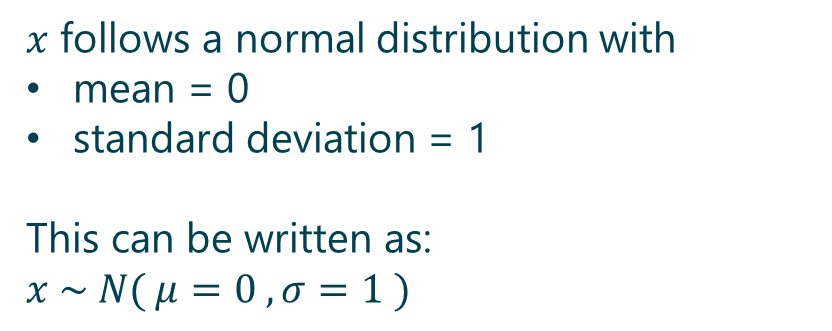 x follows a normal distribution with
• mean = 0
• standard deviation = 1
This can be written as:
x ~ N( μ = 0 , σ = 1 )